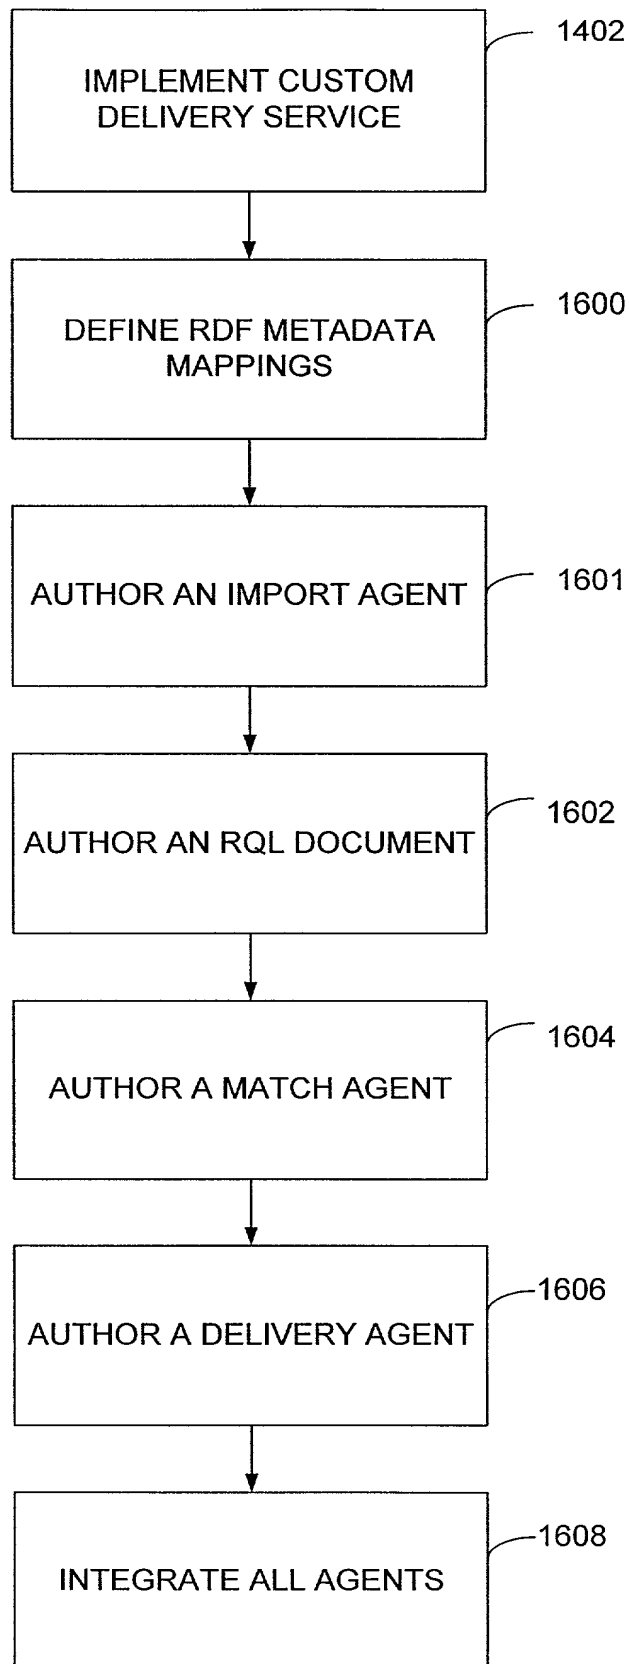 1402
IMPLEMENT CUSTOM
DELIVERY SERVICE
1600
DEFINE RDF METADATA
MAPPINGS
1601
AUTHOR AN IMPORT AGENT
1602
AUTHOR AN RQL DOCUMENT
1604
AUTHOR A MATCH AGENT
1606
AUTHOR A DELIVERY AGENT
1608
INTEGRATE ALL AGENTS